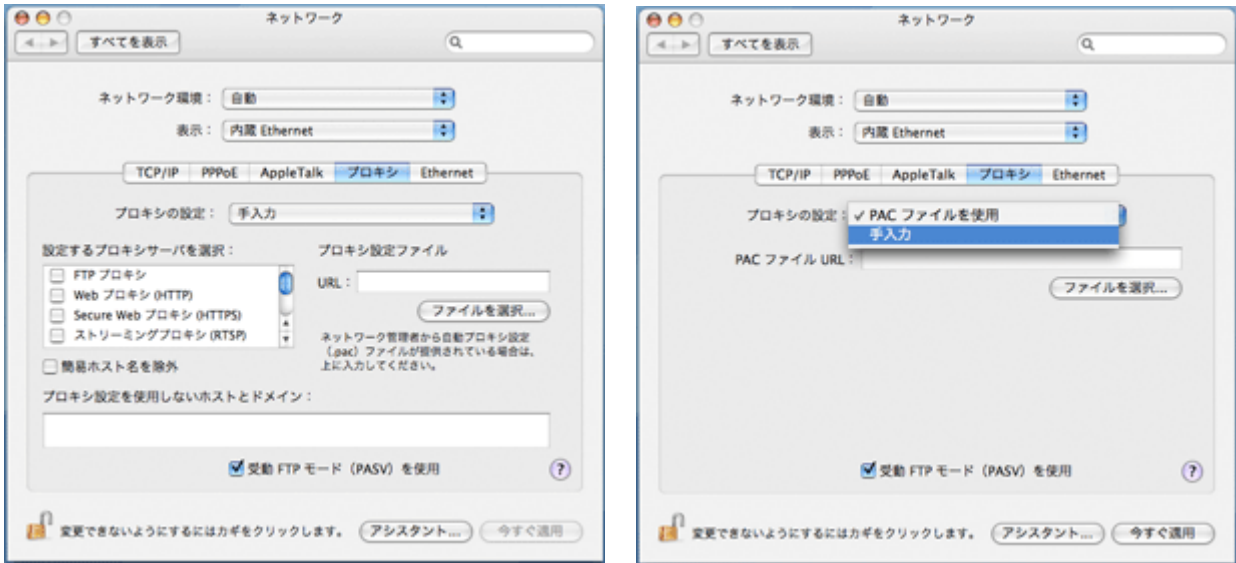 ネットワーク
すべてを表示
ネットワーク環境： 自動
表示： 内蔵 Ethernet
TCP/IP PPPoE AppleTalk プロキシ Ethernet
プロキシの設定： 手入力
設定するプロキシサーバを選択：
FTP プロキシ
Web プロキシ (HTTP)
Secure Web プロキシ (HTTPS)
ストリーミングプロキシ (RTSP)
簡易ホスト名を除外
プロキシ設定ファイル
URL：
ファイルを選択...
ネットワーク管理者から自動プロキシ設定
（.pac）ファイルが提供されている場合は、
上に入力してください。
プロキシ設定を使用しないホストとドメイン：
受動 FTP モード（PASV）を使用
?
変更できないようにするにはカギをクリックします。
アシスタント...
今すぐ適用
ネットワーク
すべてを表示
ネットワーク環境： 自動
表示： 内蔵 Ethernet
TCP/IP PPPoE AppleTalk プロキシ Ethernet
プロキシの設定： ✓ PAC ファイルを使用
手入力
PAC ファイル URL：
ファイルを選択...
受動 FTP モード（PASV）を使用
?
変更できないようにするにはカギをクリックします。
アシスタント...
今すぐ適用